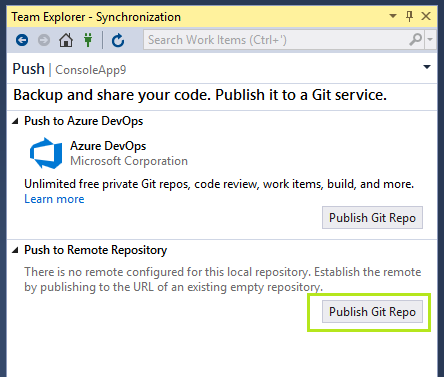 Team Explorer - Synchronization
Search Work Items (Ctrl+')
Push | ConsoleApp9
Backup and share your code. Publish it to a Git service.
Push to Azure DevOps
Azure DevOps
Microsoft Corporation
Unlimited free private Git repos, code review, work items, build, and more.
Learn more
Publish Git Repo
Push to Remote Repository
There is no remote configured for this local repository. Establish the remote
by publishing to the URL of an existing empty repository.
Publish Git Repo